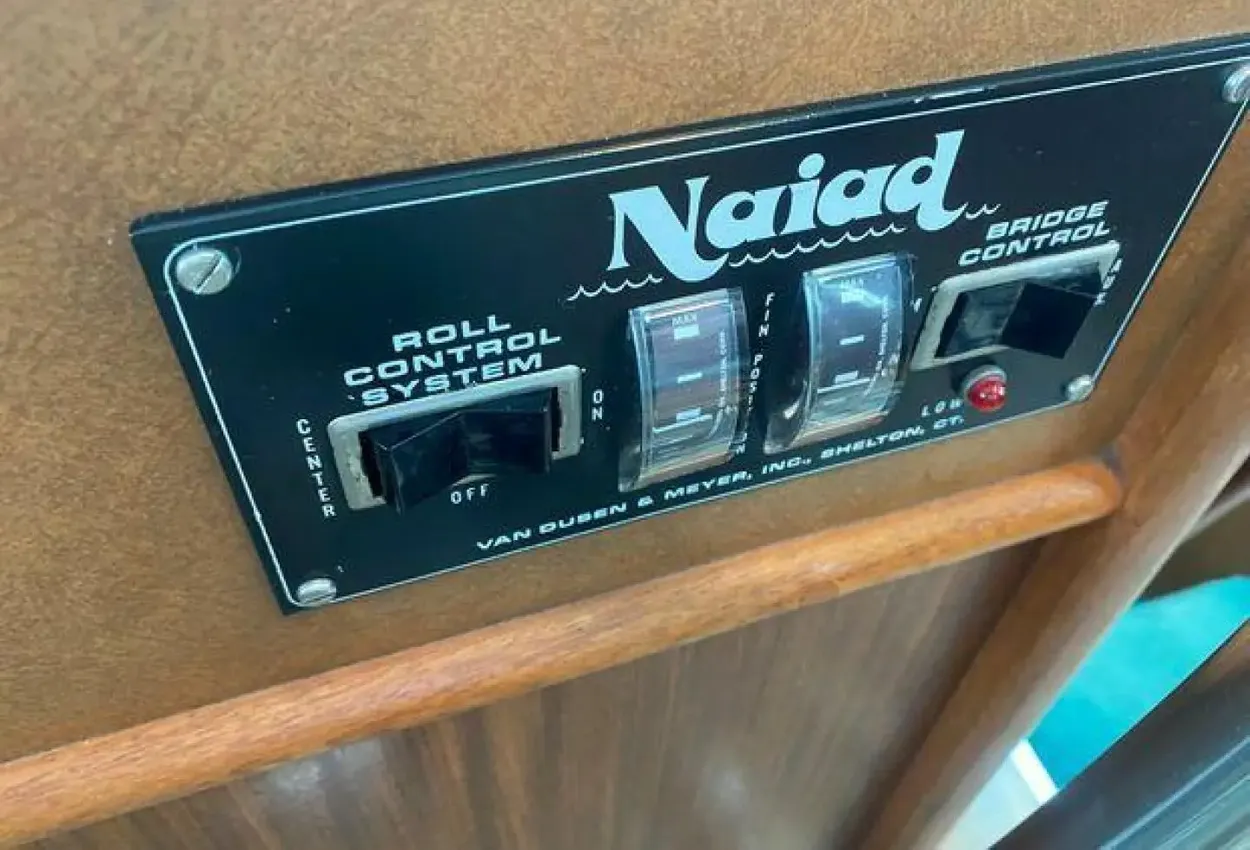 Naiad
BRIDGE
CONTROL
ROLL
CONTROL
SYSTEM
CENTER
OFF
ON
MAX
FIN POSITION
MAX
LOW
VAN DUSEN & MEYER, INC., SHELTON, CT.